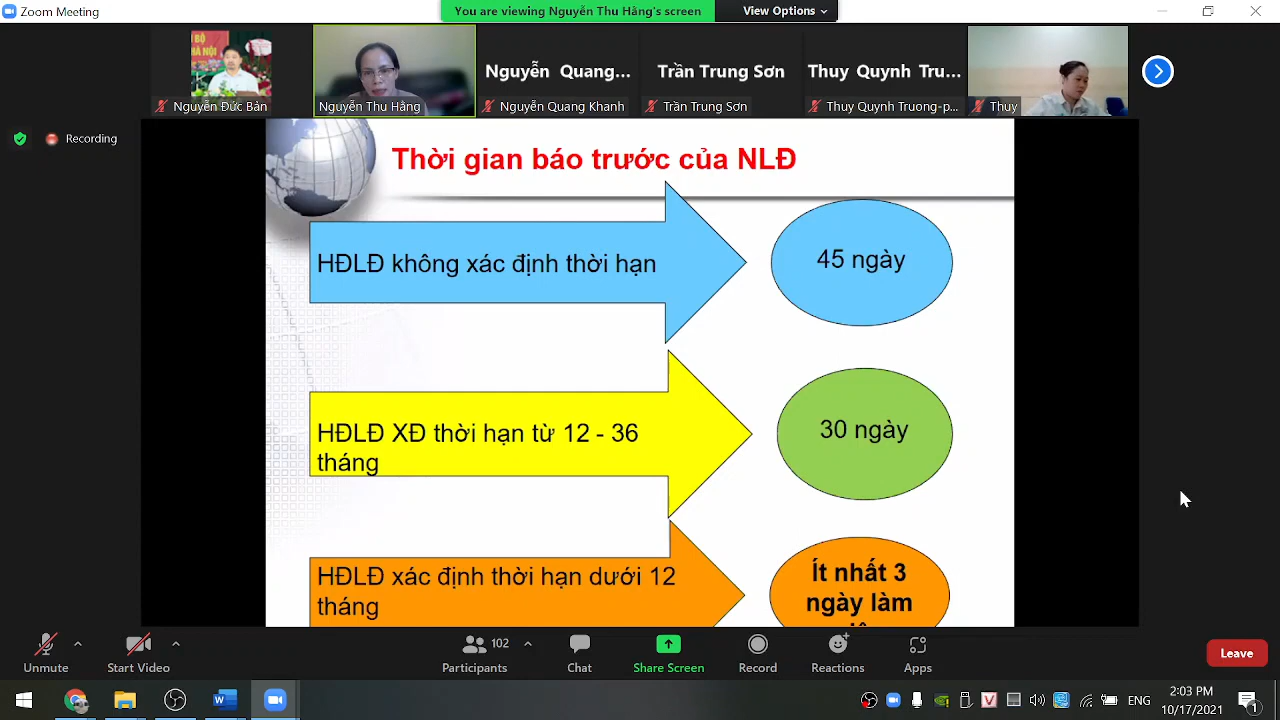 Zoom Meeting
You are viewing Nguyễn Thu Hằng's screen
View Options
BỘ
HÀ NỘI
Nguyễn Quang...
Trần Trung Sơn
Thuy Quynh Tru...
Nguyễn Đức Bản
Nguyễn Thu Hằng
Nguyễn Quang Khanh
Trần Trung Sơn
Thuy Quynh Truong-p...
Thuy
Recording
Thời gian báo trước của NLĐ
HĐLĐ không xác định thời hạn
45 ngày
HĐLĐ XĐ thời hạn từ 12 - 36
tháng
30 ngày
HĐLĐ xác định thời hạn dưới 12
tháng
Ít nhất 3
ngày làm
Unmute
Start Video
102
Participants
Chat
Share Screen
Record
Reactions
Apps
Leave
ENG
2:03 PM
10/17/2021
1